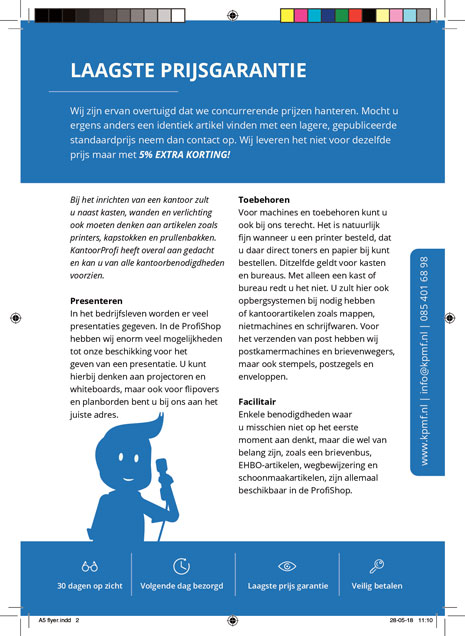 LAAGSTE PRIJSGARANTIE
Wij zijn ervan overtuigd dat we concurrerende prijzen hanteren. Mocht u
ergens anders een identiek artikel vinden met een lagere, gepubliceerde
standaardprijs neem dan contact op. Wij leveren het niet voor dezelfde
prijs maar met 5% EXTRA KORTING!
Bij het inrichten van een kantoor zult
u naast kasten, wanden en verlichting
ook moeten denken aan artikelen zoals
printers, kapstokken en prullenbakken.
KantoorProfi heeft overal aan gedacht
en kan u van alle kantoorbenodigdheden
voorzien.
Presenteren
In het bedrijfsleven worden er veel
presentaties gegeven. In de ProfiShop
hebben wij enorm veel mogelijkheden
tot onze beschikking voor het
geven van een presentatie. U kunt
hierbij denken aan projectoren en
whiteboards, maar ook voor flipovers
en planborden bent u bij ons aan het
juiste adres.
Toebehoren
Voor machines en toebehoren kunt u
ook bij ons terecht. Het is natuurlijk
fijn wanneer u een printer besteld, dat
u daar direct toners en papier bij kunt
bestellen. Ditzelfde geldt voor kasten
en bureaus. Met alleen een kast of
bureau redt u het niet. U zult hier ook
opbergsystemen bij nodig hebben
of kantoorartikelen zoals mappen,
nietmachines en schrijfwaren. Voor
het verzenden van post hebben wij
postkamermachines en brievenwegers,
maar ook stempels, postzegels en
enveloppen.
Facilitair
Enkele benodigdheden waar
u misschien niet op het eerste
moment aan denkt, maar die wel van
belang zijn, zoals een brievenbus,
EHBO-artikelen, wegbewijzering en
schoonmaakartikelen, zijn allemaal
beschikbaar in de ProfiShop.
www.kpmf.nl | info@kpmf.nl | 085 401 68 98
30 dagen op zicht
Volgende dag bezorgd
Laagste prijs garantie
Veilig betalen
A5 flyer.indd 2
28-05-18 11:10